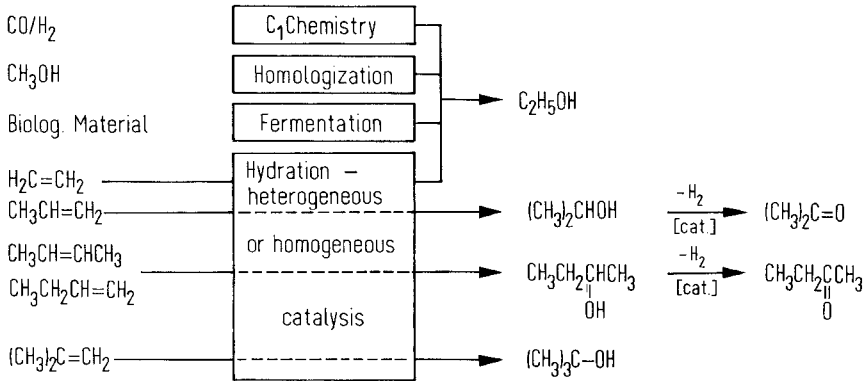 CO/H₂ C₁Chemistry
CH₃OH Homologization
C₂H₅OH
Biolog. Material Fermentation
H₂C=CH₂ Hydration –
heterogeneous
CH₃CH=CH₂ (CH₃)₂CHOH –H₂ [cat.] (CH₃)₂C=O
or homogeneous
CH₃CH=CHCH₃
CH₃CH₂CH=CH₂ CH₃CH₂CHCH₃ –H₂ [cat.] CH₃CH₂CCH₃
OH O
catalysis
(CH₃)₂C=CH₂ (CH₃)₃C–OH